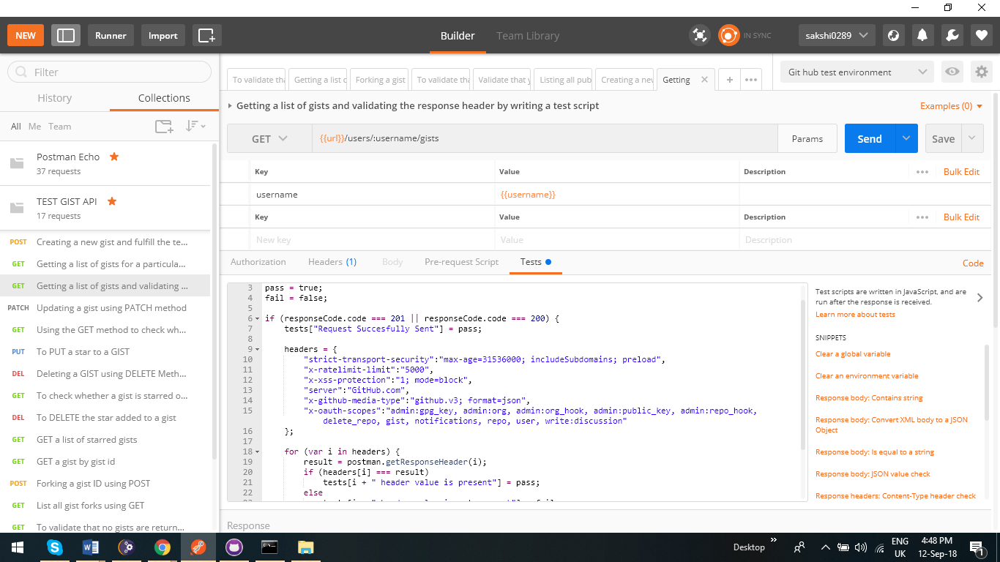 NEW
Runner
Import
Builder
Team Library
IN SYNC
sakshi0289
Filter
History
Collections
All Me Team
Postman Echo
37 requests
TEST GIST API
17 requests
POST Creating a new gist and fulfill the te...
GET Getting a list of gists for a particula...
GET Getting a list of gists and validating ...
PATCH Updating a gist using PATCH method
GET Using the GET method to check wh...
PUT To PUT a star to a GIST
DEL Deleting a GIST using DELETE Meth...
GET To check whether a gist is starred o...
DEL To DELETE the star added to a gist
GET GET a list of starred gists
GET GET a gist by gist id
POST Forking a gist ID using POST
GET List all gist forks using GET
GET To validate that no gists are return...
To validate tha
Getting a list o
Forking a gist
To validate tha
Validate that y
Listing all pub
Creating a new
Getting
Git hub test environment
Getting a list of gists and validating the response header by writing a test script
Examples (0)
GET
{{url}}/users/:username/gists
Params
Send
Save
Key Value Description Bulk Edit
username {{username}}
Key Value Description Bulk Edit
New key Value Description
Authorization Headers (1) Body Pre-request Script Tests
Code
3 pass = true;
4 fail = false;
5
6 if (responseCode.code === 201 || responseCode.code === 200) {
7 tests["Request Succesfully Sent"] = pass;
8
9 headers = {
10 "strict-transport-security":"max-age=31536000; includeSubdomains; preload",
11 "x-ratelimit-limit":"5000",
12 "x-xss-protection":"1; mode=block",
13 "server":"GitHub.com",
14 "x-github-media-type":"github.v3; format=json",
15 "x-oauth-scopes":"admin:gpg_key, admin:org, admin:org_hook, admin:public_key, admin:repo_hook,
delete_repo, gist, notifications, repo, user, write:discussion"
16 };
17
18 for (var i in headers) {
19 result = postman.getResponseHeader(i);
20 if (headers[i] === result)
21 tests[i + " header value is present"] = pass;
22 else
Test scripts are written in JavaScript, and are
run after the response is received.
Learn more about tests
SNIPPETS
Clear a global variable
Clear an environment variable
Response body: Contains string
Response body: Convert XML body to a JSON
Object
Response body: Is equal to a string
Response body: JSON value check
Response headers: Content-Type header check
Response
Desktop
ENG
UK
4:48 PM
12-Sep-18
1